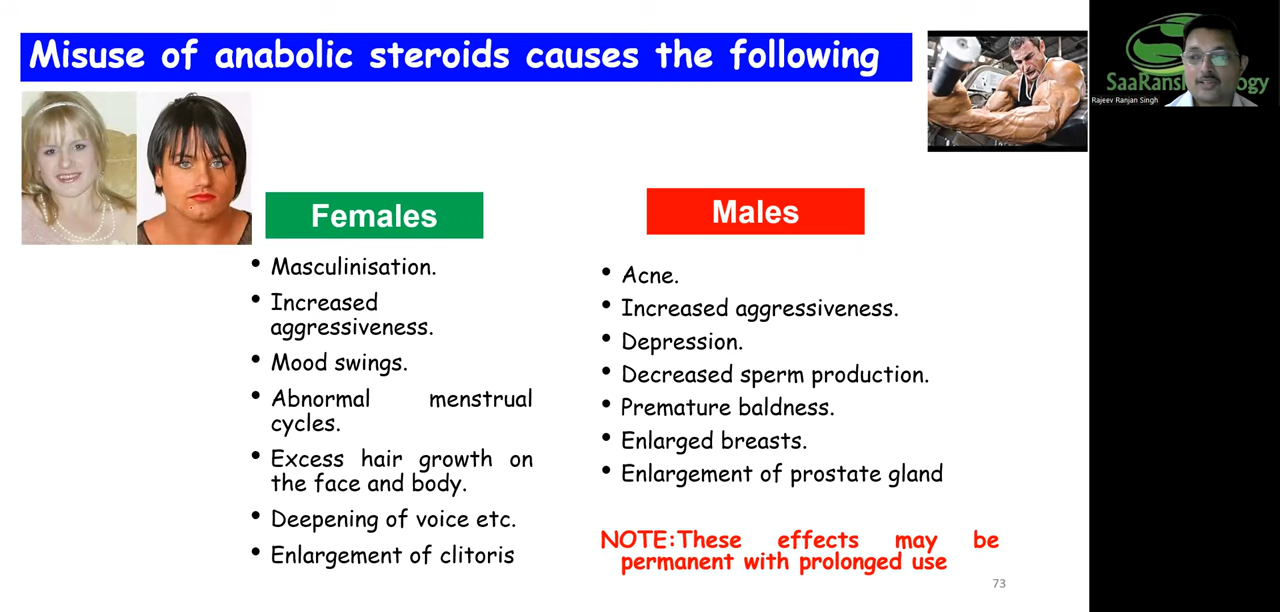 Misuse of anabolic steroids causes the following
Females
• Masculinisation.
• Increased
aggressiveness.
• Mood swings.
• Abnormal menstrual
cycles.
• Excess hair growth on
the face and body.
• Deepening of voice etc.
• Enlargement of clitoris
Males
• Acne.
• Increased aggressiveness.
• Depression.
• Decreased sperm production.
• Premature baldness.
• Enlarged breasts.
• Enlargement of prostate gland
NOTE:These effects may be
permanent with prolonged use
73
Rajeev Ranjan Singh